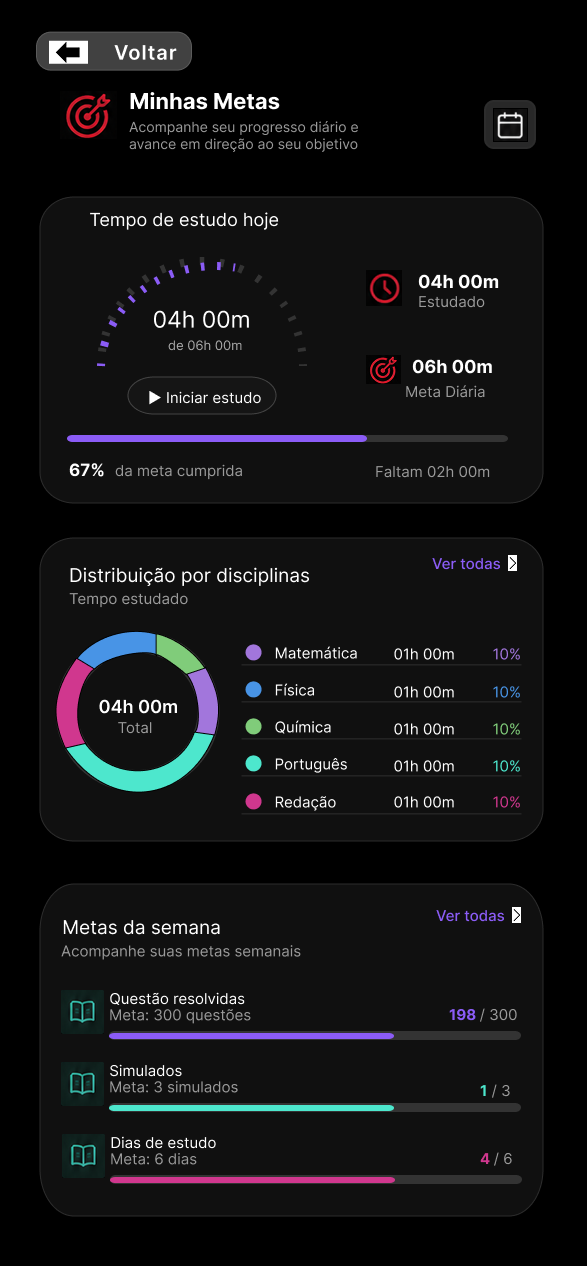 Voltar
Minhas Metas
Acompanhe seu progresso diário e
avance em direção ao seu objetivo
Tempo de estudo hoje
04h 00m
de 06h 00m
Iniciar estudo
04h 00m
Estudado
06h 00m
Meta Diária
67% da meta cumprida
Faltam 02h 00m
Distribuição por disciplinas
Tempo estudado
Ver todas
04h 00m
Total
Matemática 01h 00m 10%
Física 01h 00m 10%
Química 01h 00m 10%
Português 01h 00m 10%
Redação 01h 00m 10%
Metas da semana
Acompanhe suas metas semanais
Ver todas
Questão resolvidas
Meta: 300 questões
198 / 300
Simulados
Meta: 3 simulados
1 / 3
Dias de estudo
Meta: 6 dias
4 / 6